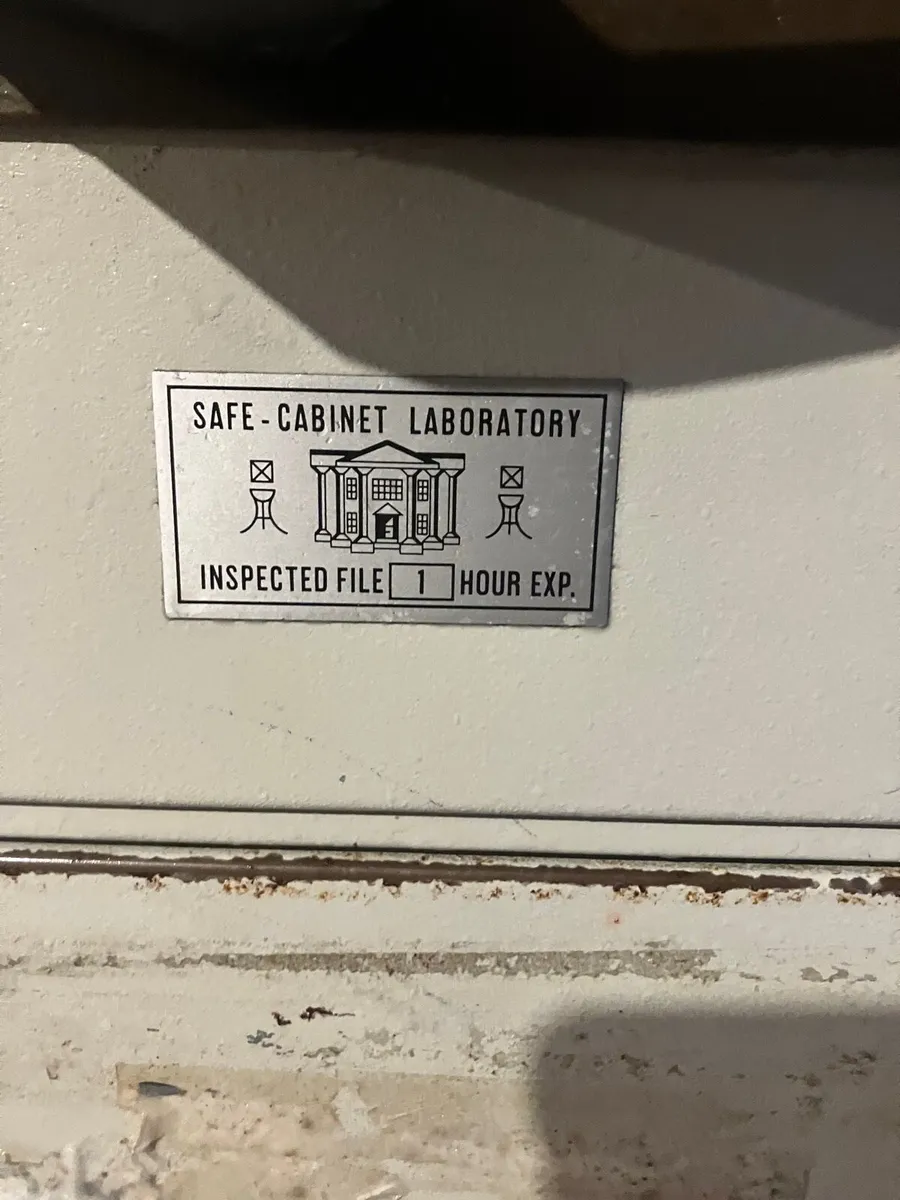 SAFE-CABINET LABORATORY
INSPECTED FILE 1 HOUR EXP.